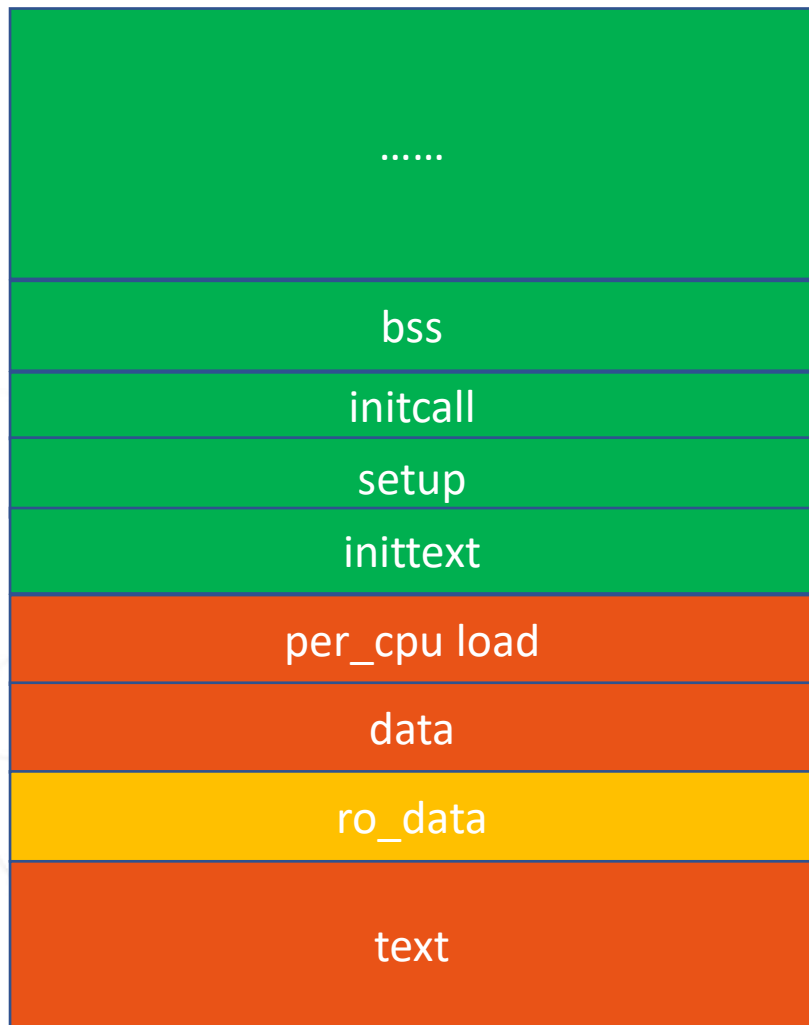 ……
bss
initcall
setup
inittext
per_cpu load
data
ro_data
text